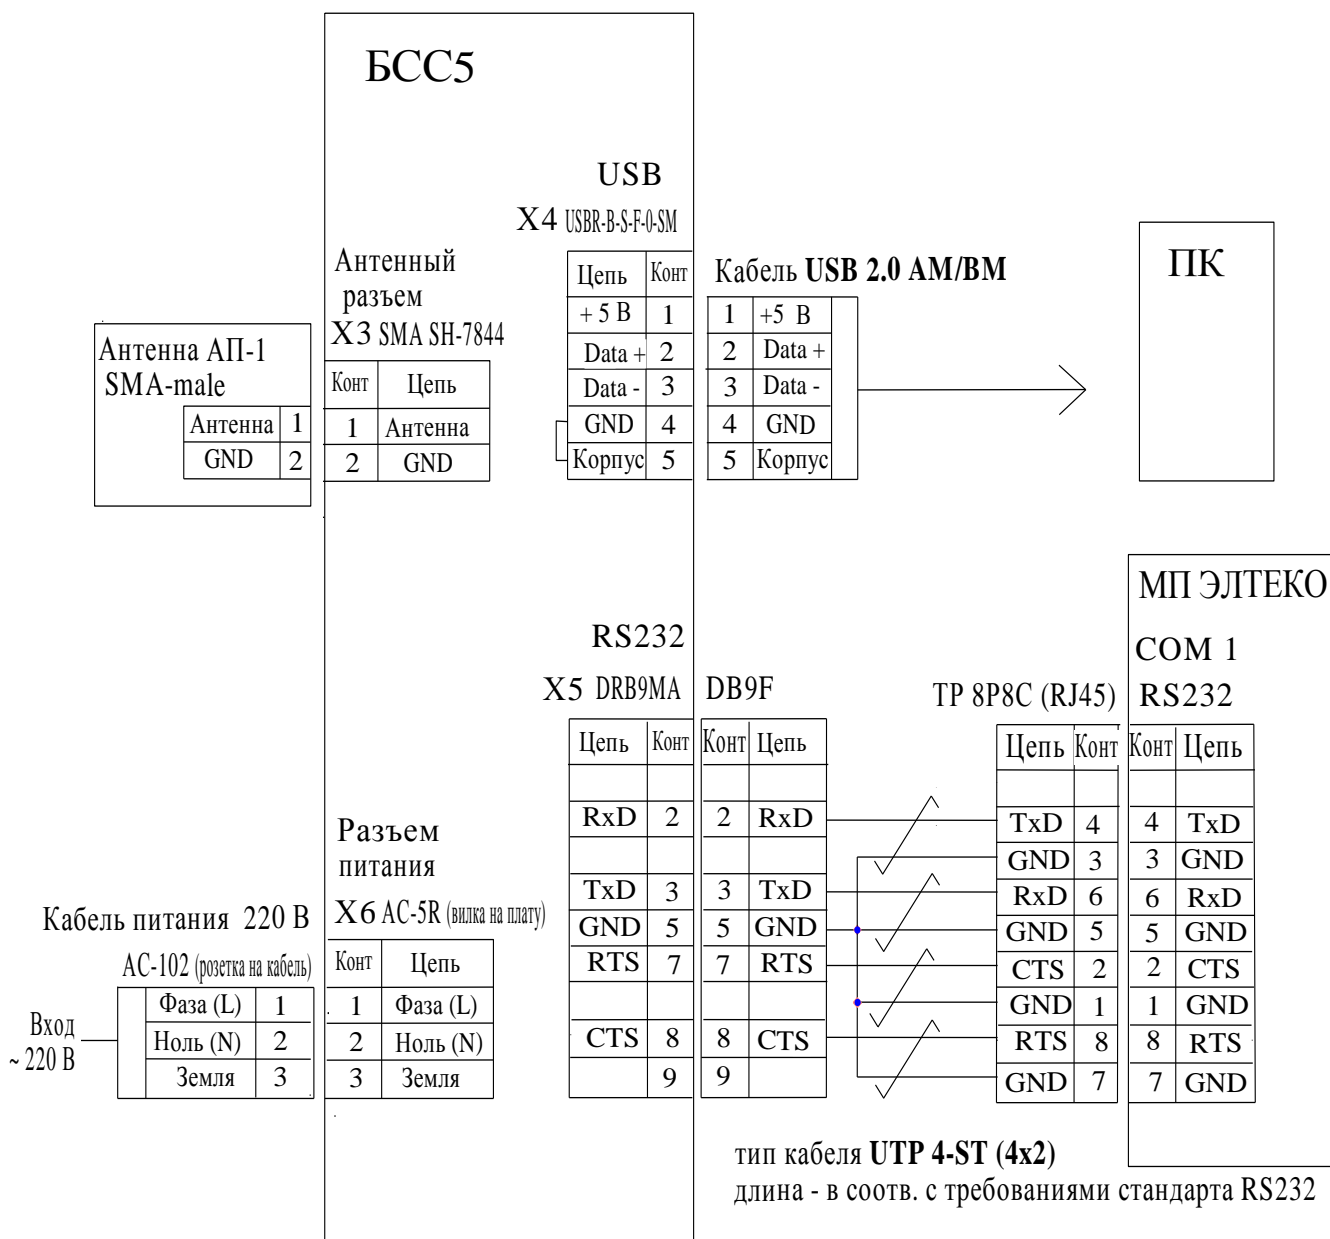 БСС5
USB
X4 USBR-B-S-F-0-SM
Цепь Конт
+ 5 В 1
Data + 2
Data - 3
GND 4
Корпус 5
Кабель USB 2.0 AM/BM
1 +5 В
2 Data +
3 Data -
4 GND
5 Корпус
ПК
Антенный
разъем
X3 SMA SH-7844
Конт Цепь
1 Антенна
2 GND
Антенна АП-1
SMA-male
Антенна 1
GND 2
МП ЭЛТЕКО
COM 1
RS232
RS232
X5 DRB9MA
DB9F
TP 8P8C (RJ45)
Цепь Конт
RxD 2
TxD 3
GND 5
RTS 7
CTS 8
9
Конт Цепь
2 RxD
3 TxD
5 GND
7 RTS
8 CTS
9
Цепь Конт
TxD 4
GND 3
RxD 6
GND 5
CTS 2
GND 1
RTS 8
GND 7
Конт Цепь
4 TxD
3 GND
6 RxD
5 GND
2 CTS
1 GND
8 RTS
7 GND
Разъем
питания
X6 AC-5R (вилка на плату)
Конт Цепь
1 Фаза (L)
2 Ноль (N)
3 Земля
Кабель питания 220 В
AC-102 (розетка на кабель)
Фаза (L) 1
Ноль (N) 2
Земля 3
Вход
~ 220 В
тип кабеля UTP 4-ST (4x2)
длина - в соотв. с требованиями стандарта RS232